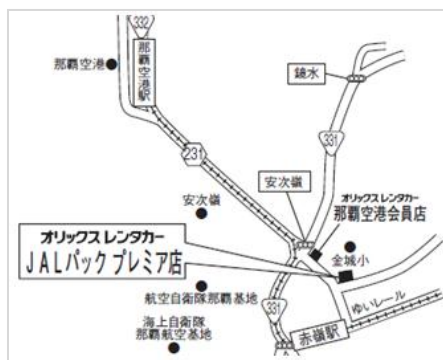 332
那覇空港
那覇空港駅
鏡水
231
331
安次嶺
安次嶺
オリックスレンタカー
那覇空港会員店
オリックスレンタカー
JALパック プレミア店
金城小
航空自衛隊那覇基地
331
ゆいレール
海上自衛隊
那覇航空基地
赤嶺駅